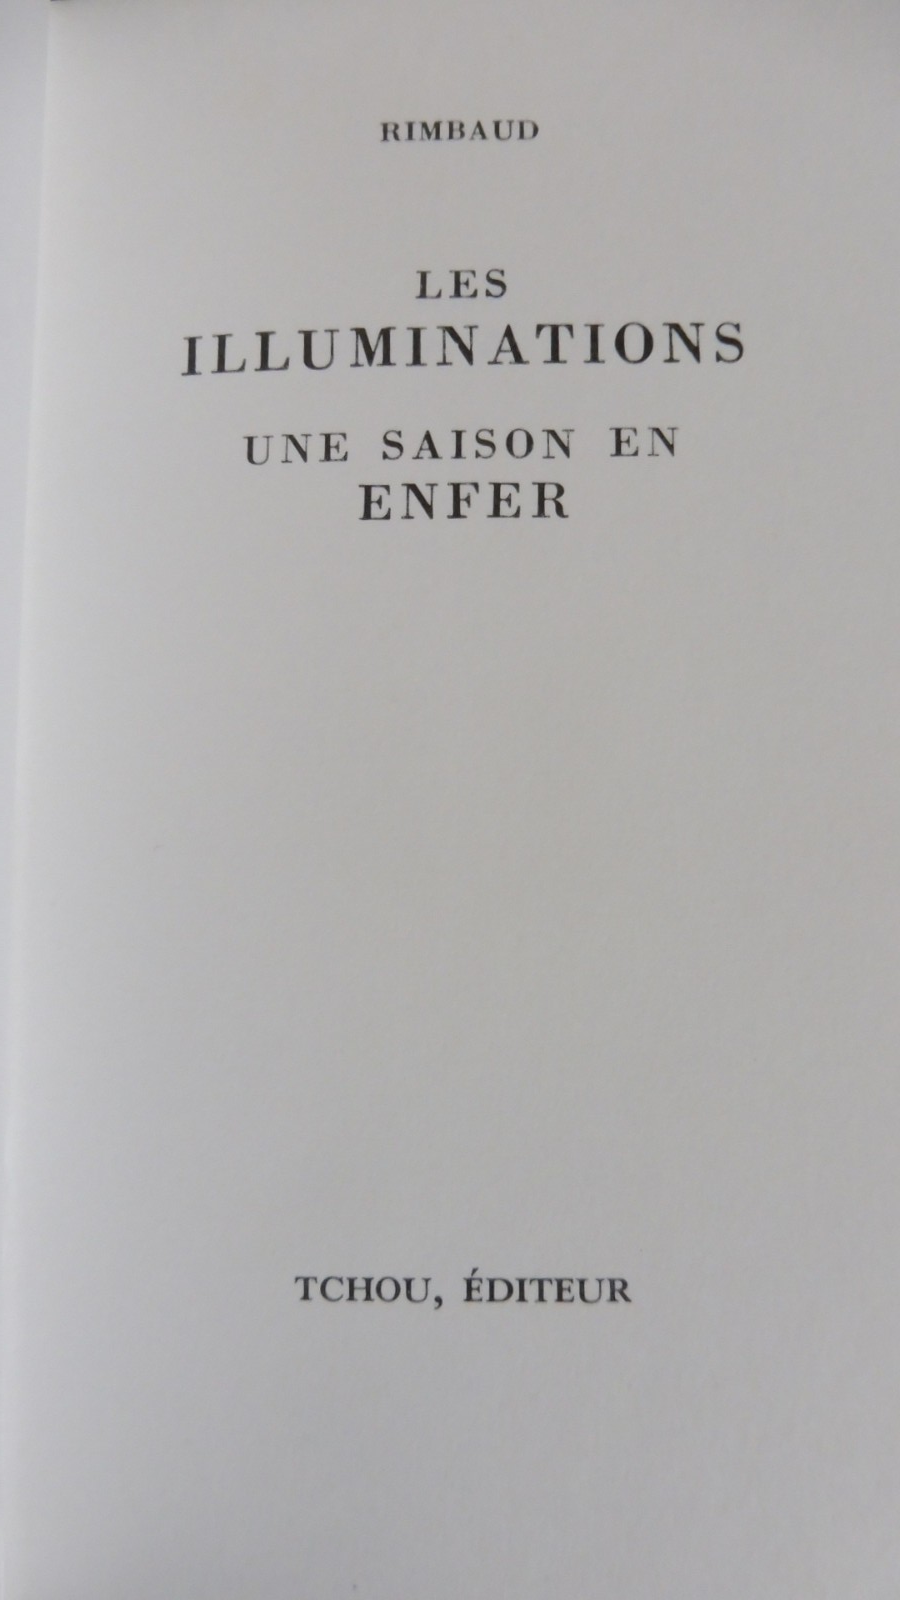 RIMBAUD
LES
ILLUMINATIONS
UNE SAISON EN
ENFER
TCHOU, ÉDITEUR